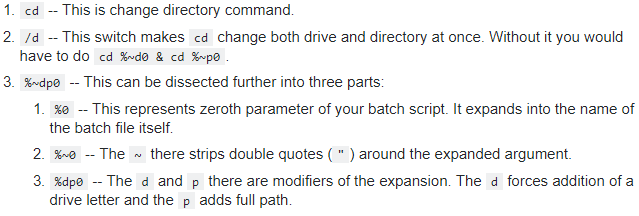 1. cd -- This is change directory command.
2. /d -- This switch makes cd change both drive and directory at once. Without it you would
have to do cd %~d0 & cd %~p0 .
3. %~dp0 -- This can be dissected further into three parts:
1. %0 -- This represents zeroth parameter of your batch script. It expands into the name of
the batch file itself.
2. %~0 -- The ~ there strips double quotes ( " ) around the expanded argument.
3. %dp0 -- The d and p there are modifiers of the expansion. The d forces addition of a
drive letter and the p adds full path.